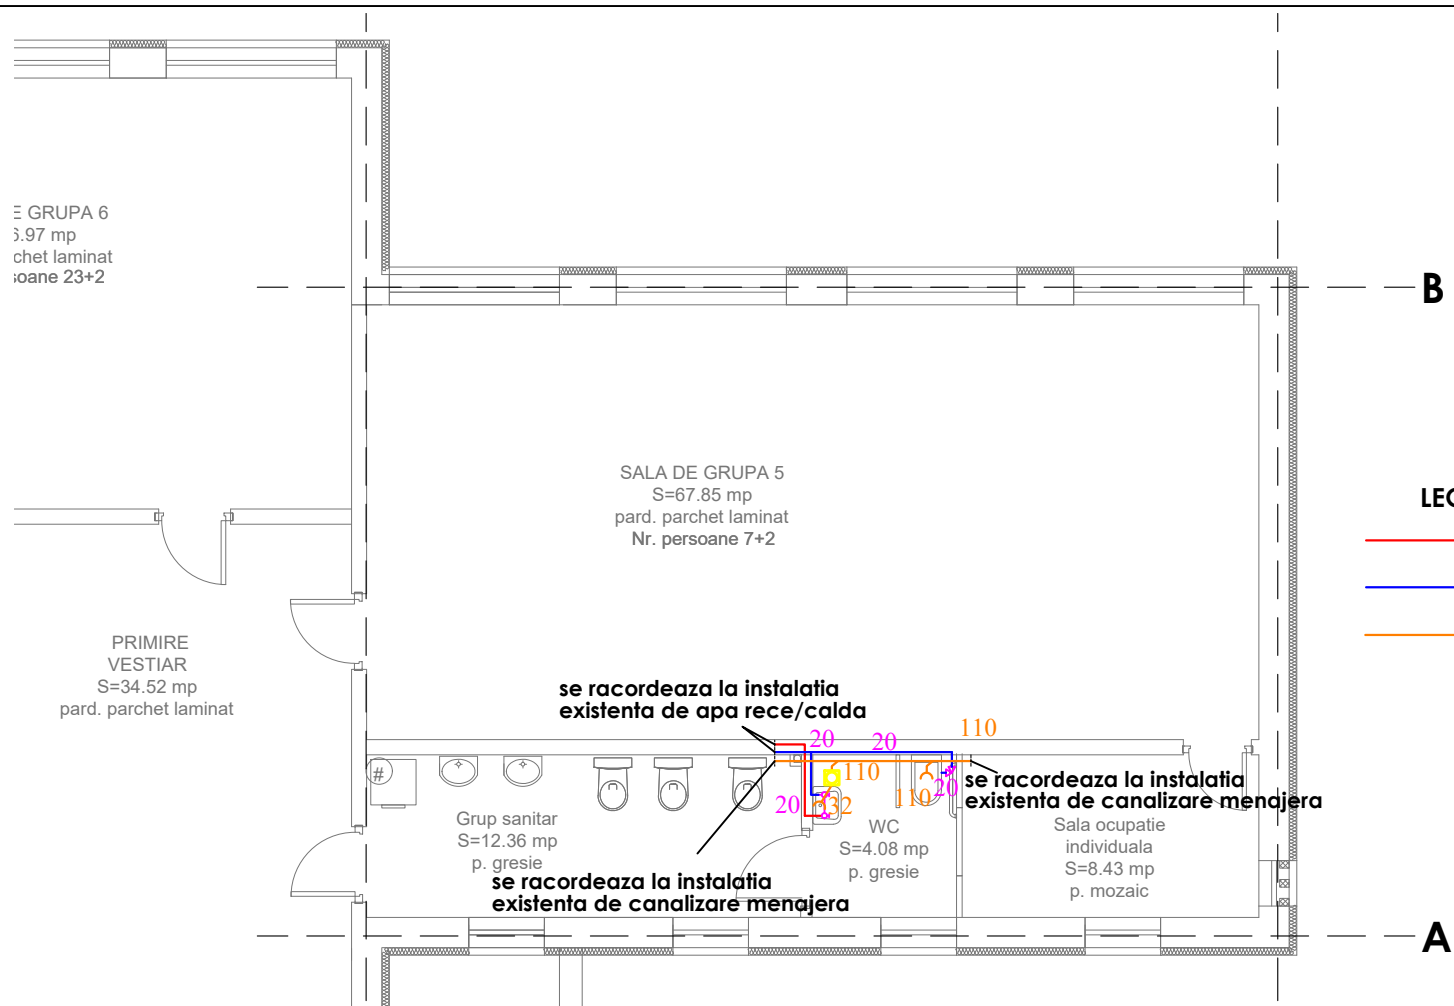 E GRUPA 6
6.97 mp
chet laminat
soane 23+2
B
SALA DE GRUPA 5
S=67.85 mp
pard. parchet laminat
Nr. persoane 7+2
LEG
PRIMIRE
VESTIAR
S=34.52 mp
pard. parchet laminat
se racordeaza la instalatia
existenta de apa rece/calda
20
20
110
#
110
110
20
20
32
se racordeaza la instalatia
existenta de canalizare menajera
Grup sanitar
S=12.36 mp
p. gresie
WC
S=4.08 mp
p. gresie
Sala ocupatie
individuala
S=8.43 mp
p. mozaic
se racordeaza la instalatia
existenta de canalizare menajera
A